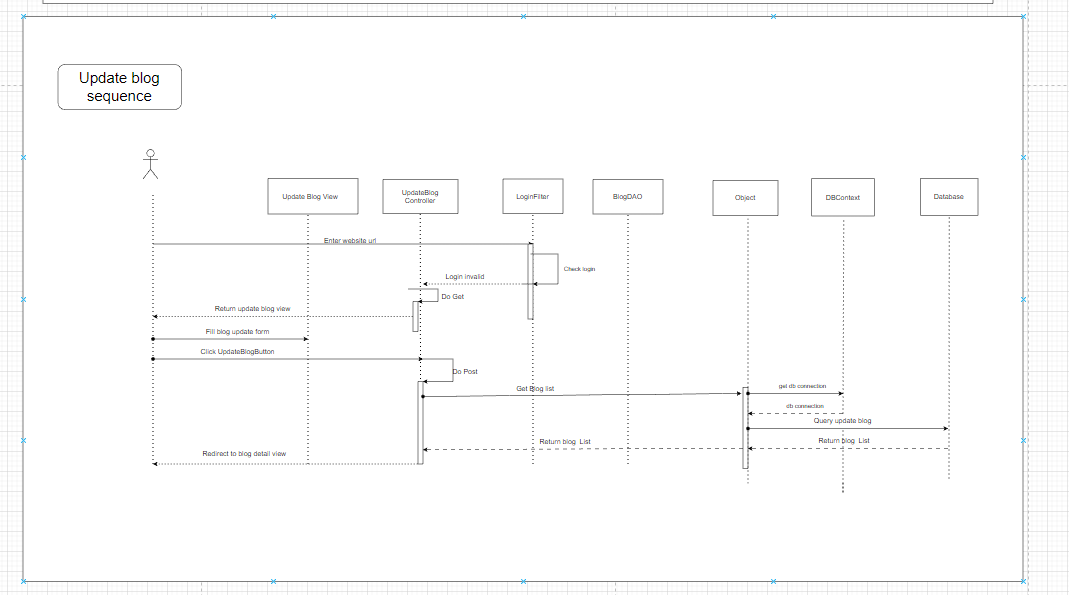 Update blog
sequence
Update Blog View
UpdateBlog
Controller
LoginFilter
BlogDAO
Object
DBContext
Database
Enter website url
Check login
Login invalid
Do Get
Return update blog view
Fill blog update form
Click UpdateBlogButton
Do Post
Get Blog list
get db connection
db connection
Query update blog
Return blog List
Return blog List
Redirect to blog detail view